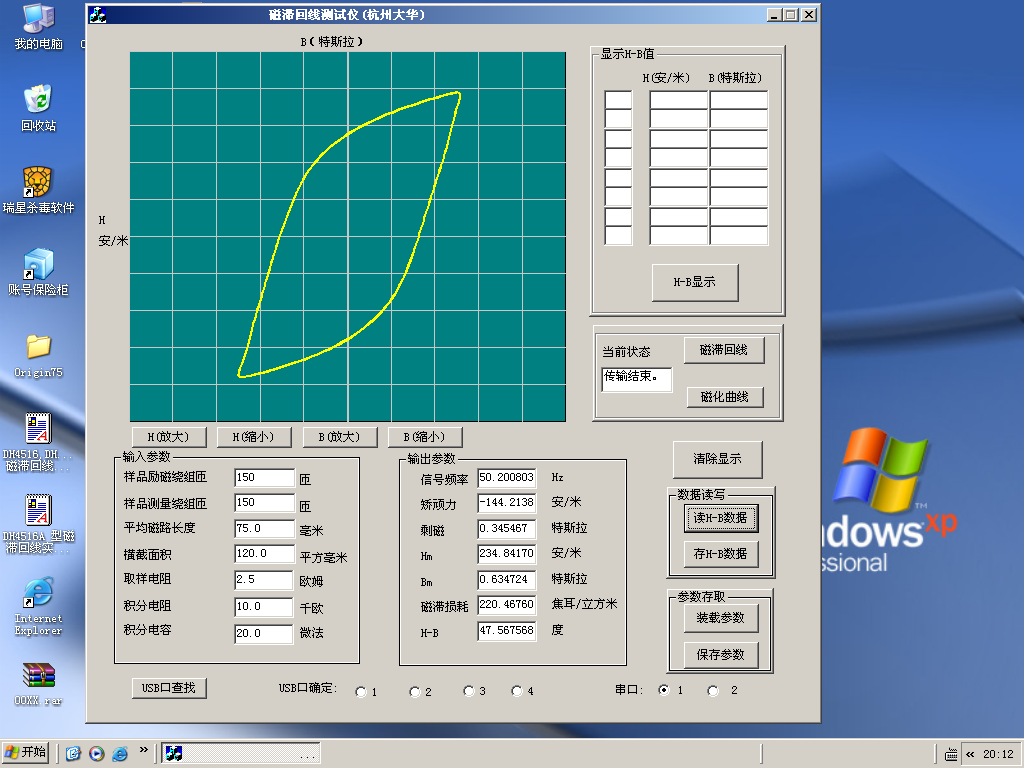 磁滞回线测试仪(杭州大华)
我的电脑
回收站
瑞星杀毒软件
账号保险柜
Origin75
DH4516 DH...
磁滞回线...
DH4516A 型磁
滞回线实...
Internet
Explorer
OOXX.rar
B(特斯拉)
H
安/米
H(放大)
H(缩小)
B(放大)
B(缩小)
显示H-B值
H(安/米) B(特斯拉)
H-B显示
当前状态
传输结束。
磁滞回线
磁化曲线
输入参数
样品励磁绕组匝 150 匝
样品测量绕组匝 150 匝
平均磁路长度 75.0 毫米
横截面积 120.0 平方毫米
取样电阻 2.5 欧姆
积分电阻 10.0 千欧
积分电容 20.0 微法
输出参数
信号频率 50.200803 Hz
矫顽力 -144.2138 安/米
剩磁 0.345467 特斯拉
Hm 234.84170 安/米
Bm 0.634724 特斯拉
磁滞损耗 220.46760 焦耳/立方米
H-B 47.567568 度
清除显示
数据读写
读H-B数据
存H-B数据
参数存取
装载参数
保存参数
USB口查找
USB口确定: 1 2 3 4
串口: 1 2
ndows xp
TM
ssional
开始
»
...
« 20:12